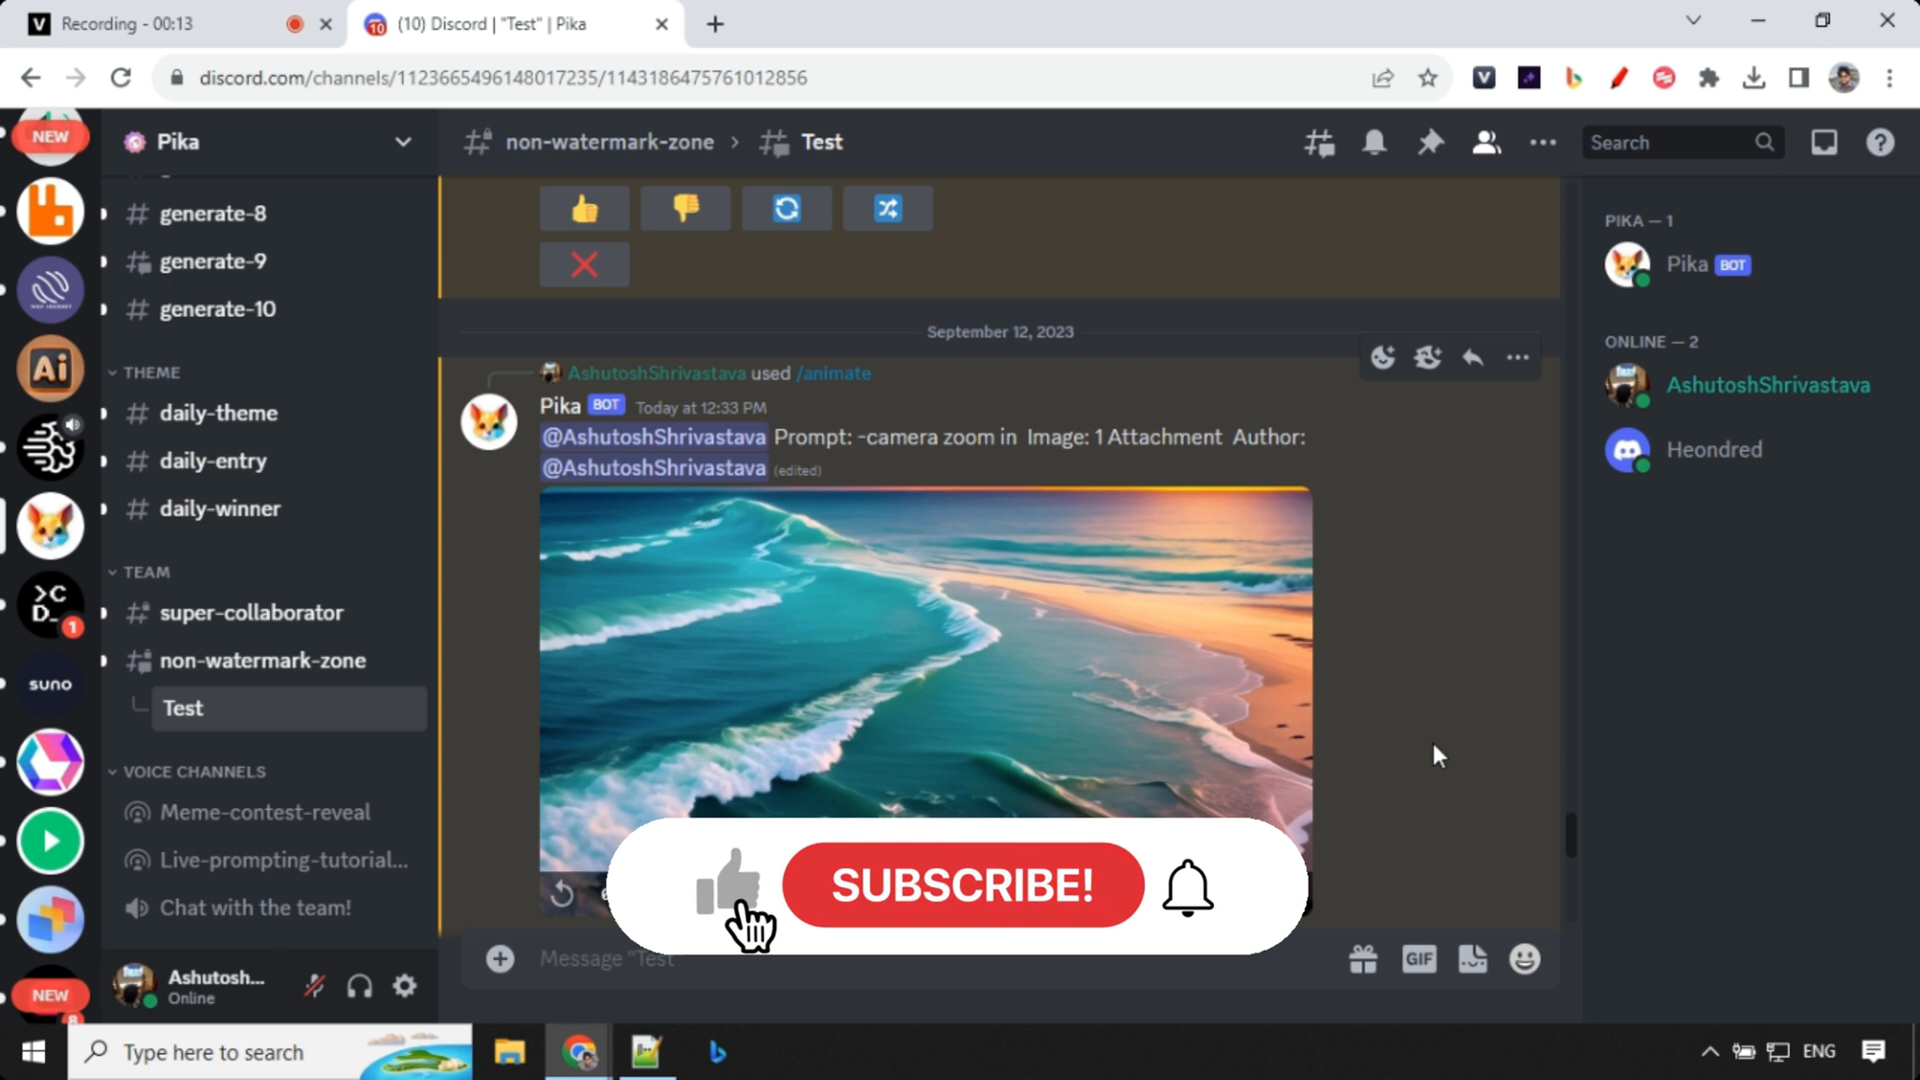 Recording - 00:13
(10) Discord | "Test" | Pika
discord.com/channels/1123665496148017235/1143186475761012856
NEW
Pika
non-watermark-zone
Test
Search
generate-8
generate-9
generate-10
THEME
daily-theme
daily-entry
daily-winner
TEAM
super-collaborator
non-watermark-zone
Test
VOICE CHANNELS
Meme-contest-reveal
Live-prompting-tutorial...
Chat with the team!
Ai
>C
D_
1
suno
NEW
8
Ashutosh...
Online
September 12, 2023
AshutoshShrivastava used /animate
Pika BOT Today at 12:33 PM
@AshutoshShrivastava Prompt: -camera zoom in Image: 1 Attachment Author:
@AshutoshShrivastava (edited)
SUBSCRIBE!
Message "Test"
GIF
PIKA — 1
Pika BOT
ONLINE — 2
AshutoshShrivastava
Heondred
Type here to search
ENG